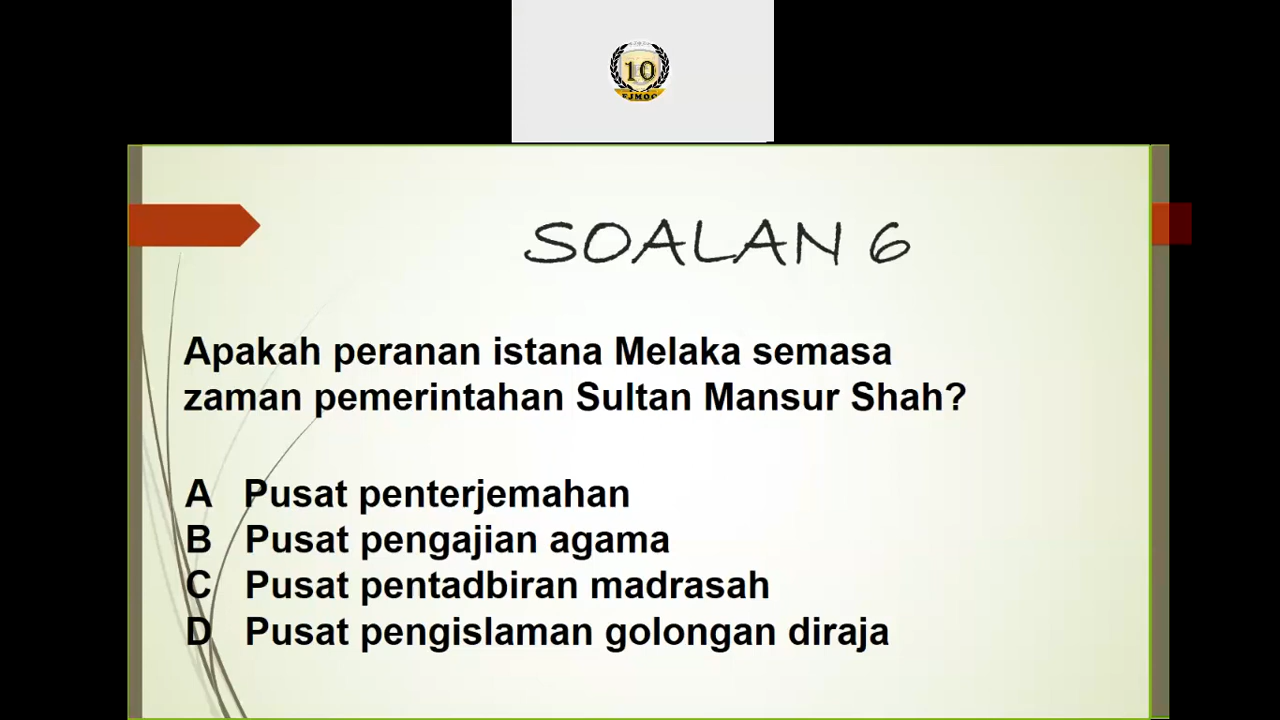 10
EJMOC
SOALAN 6
Apakah peranan istana Melaka semasa
zaman pemerintahan Sultan Mansur Shah?
A Pusat penterjemahan
B Pusat pengajian agama
C Pusat pentadbiran madrasah
D Pusat pengislaman golongan diraja